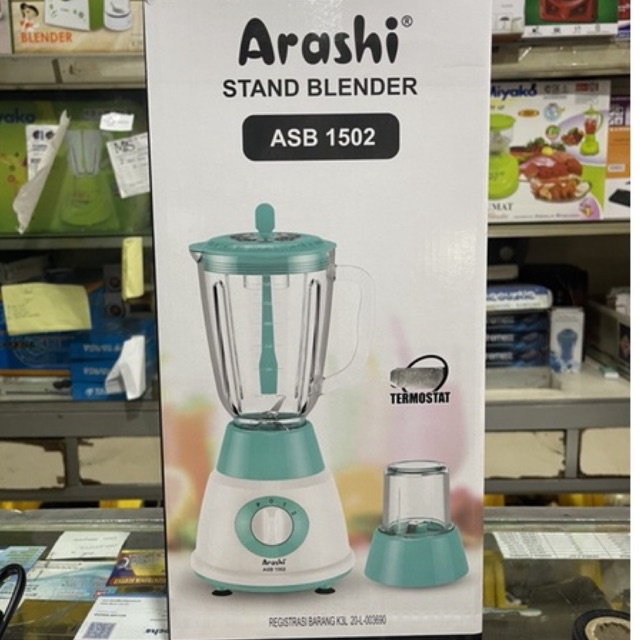 Arashi®
STAND BLENDER
ASB 1502
BLENDER
Miyako
TERMOSTAT
Arashi
ASB 1502
REGISTRASI BARANG K3L 20-L-003690